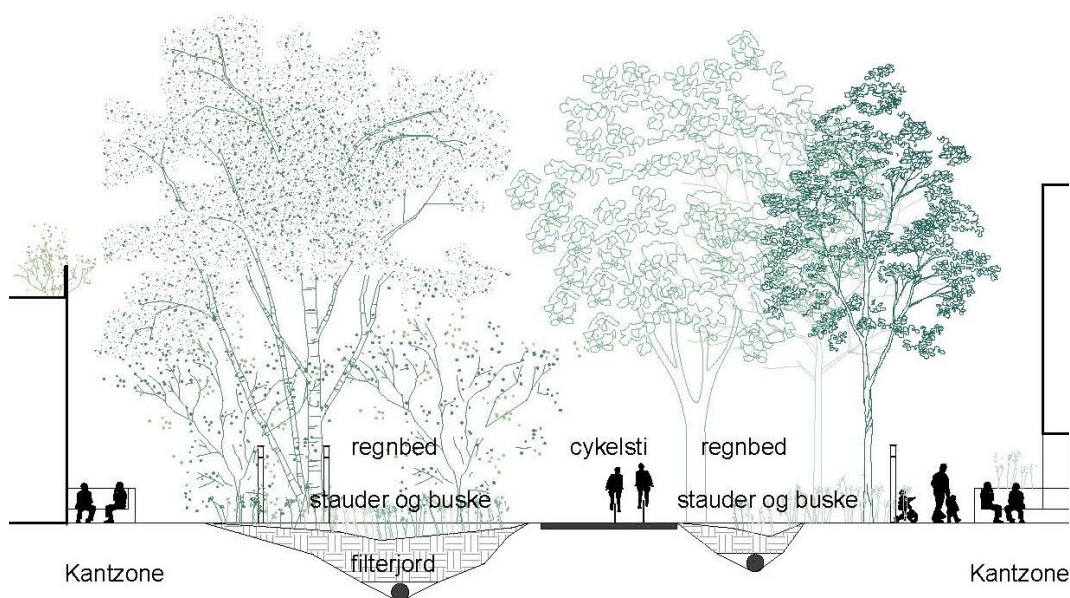 regnbed
cykelsti
regnbed
stauder og buske
stauder og buske
filterjord
Kantzone
Kantzone